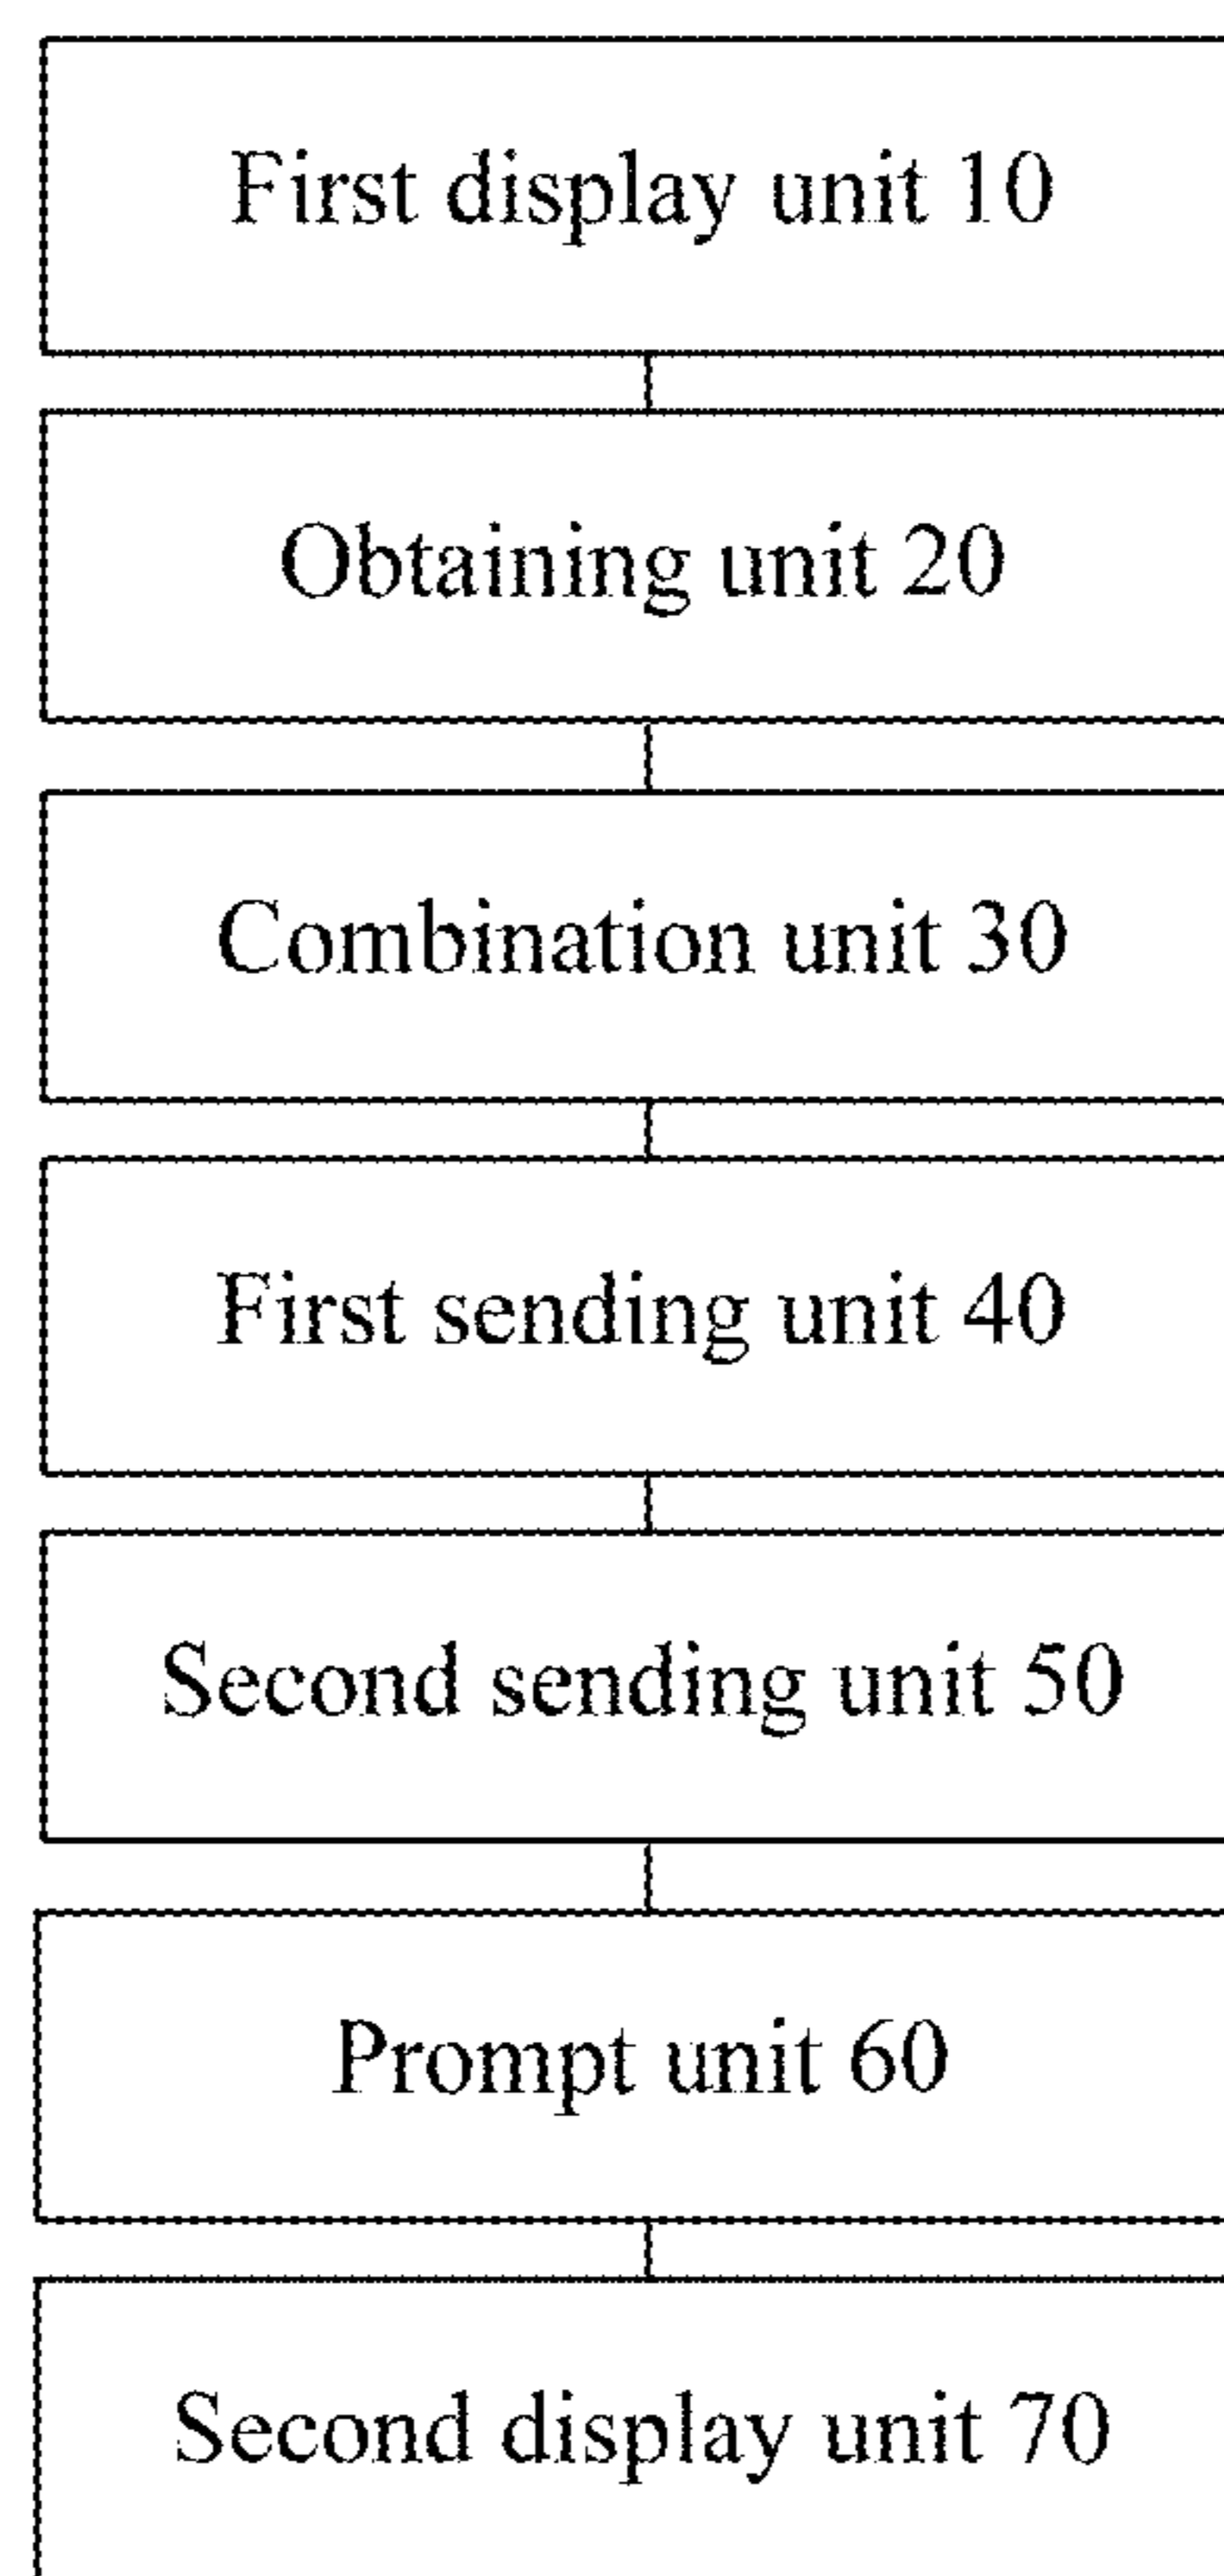 First display unit 10
Obtaining unit 20
Combination unit 30
First sending unit 40
Second sending unit 50
Prompt unit 60
Second display unit 70